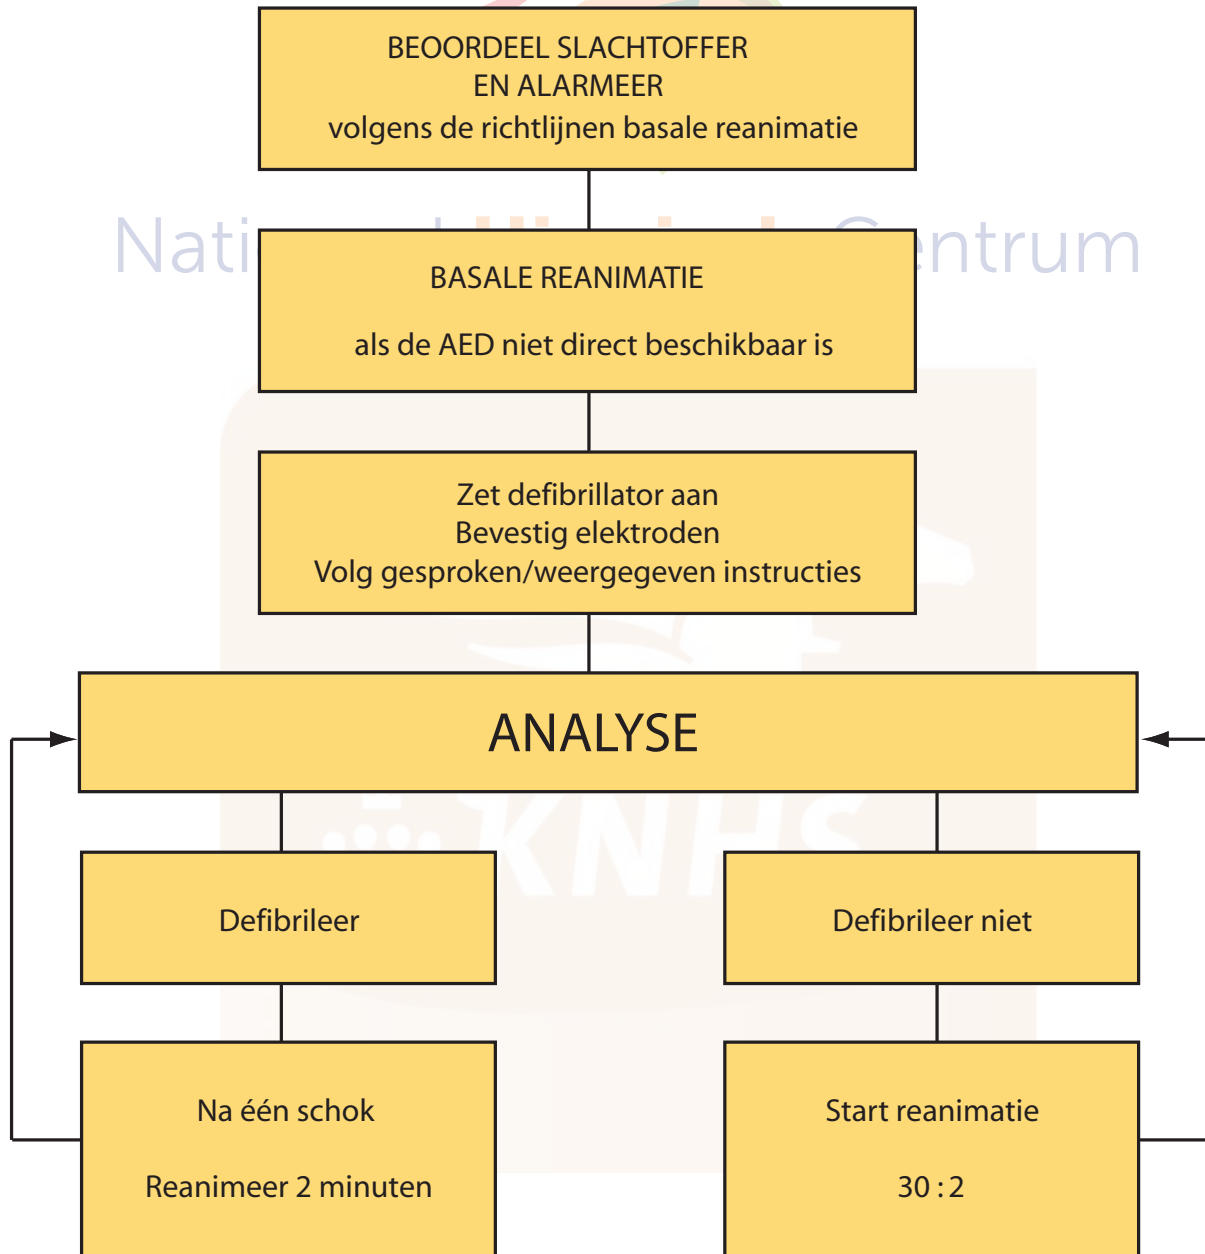 BEOORDEEL SLACHTOFFER
EN ALARMEER
volgens de richtlijnen basale reanimatie
Centrum
BASALE REANIMATIE
als de AED niet direct beschikbaar is
Zet defibrillator aan
Bevestig elektroden
Volg gesproken/weergegeven instructies
ANALYSE
KNHS
Defibrileer
Defibrileer niet
Na één schok
Reanimeer 2 minuten
Start reanimatie
30 : 2